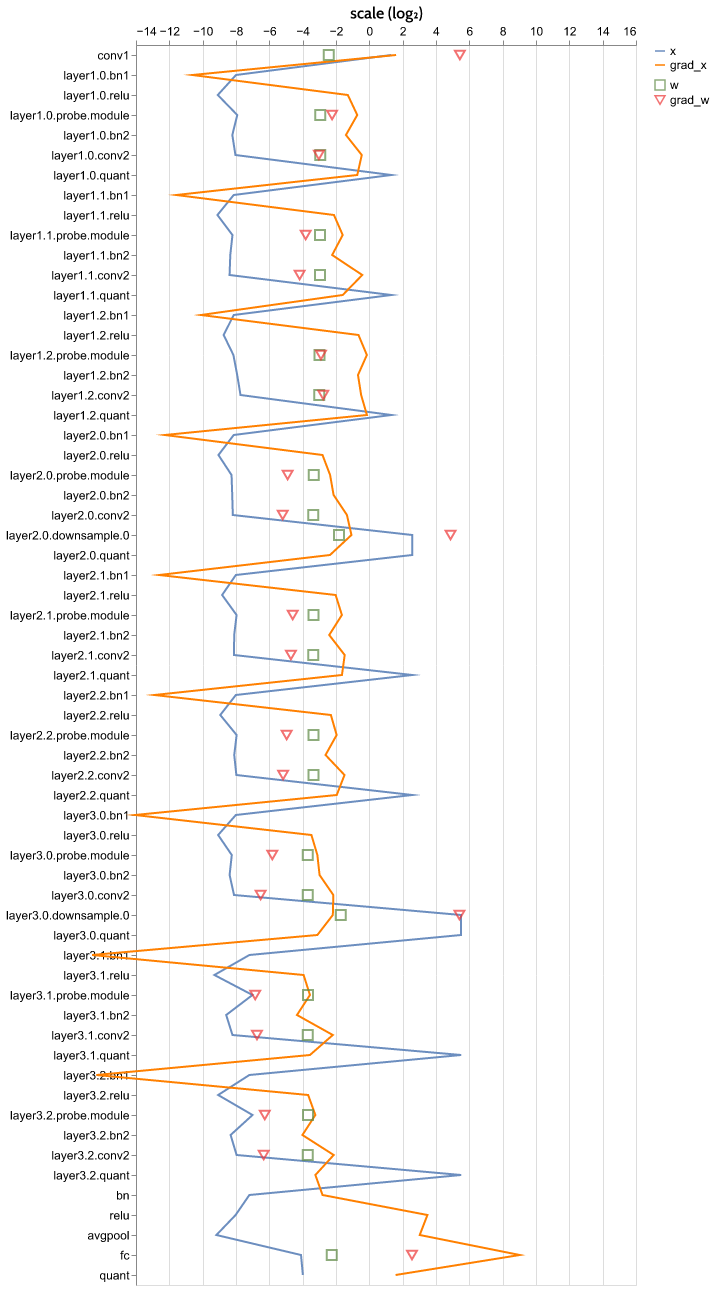 scale (log₂)
−14 −12 −10 −8 −6 −4 −2 0 2 4 6 8 10 12 14 16
x
grad_x
w
grad_w
conv1
layer1.0.bn1
layer1.0.relu
layer1.0.probe.module
layer1.0.bn2
layer1.0.conv2
layer1.0.quant
layer1.1.bn1
layer1.1.relu
layer1.1.probe.module
layer1.1.bn2
layer1.1.conv2
layer1.1.quant
layer1.2.bn1
layer1.2.relu
layer1.2.probe.module
layer1.2.bn2
layer1.2.conv2
layer1.2.quant
layer2.0.bn1
layer2.0.relu
layer2.0.probe.module
layer2.0.bn2
layer2.0.conv2
layer2.0.downsample.0
layer2.0.quant
layer2.1.bn1
layer2.1.relu
layer2.1.probe.module
layer2.1.bn2
layer2.1.conv2
layer2.1.quant
layer2.2.bn1
layer2.2.relu
layer2.2.probe.module
layer2.2.bn2
layer2.2.conv2
layer2.2.quant
layer3.0.bn1
layer3.0.relu
layer3.0.probe.module
layer3.0.bn2
layer3.0.conv2
layer3.0.downsample.0
layer3.0.quant
layer3.1.bn1
layer3.1.relu
layer3.1.probe.module
layer3.1.bn2
layer3.1.conv2
layer3.1.quant
layer3.2.bn1
layer3.2.relu
layer3.2.probe.module
layer3.2.bn2
layer3.2.conv2
layer3.2.quant
bn
relu
avgpool
fc
quant